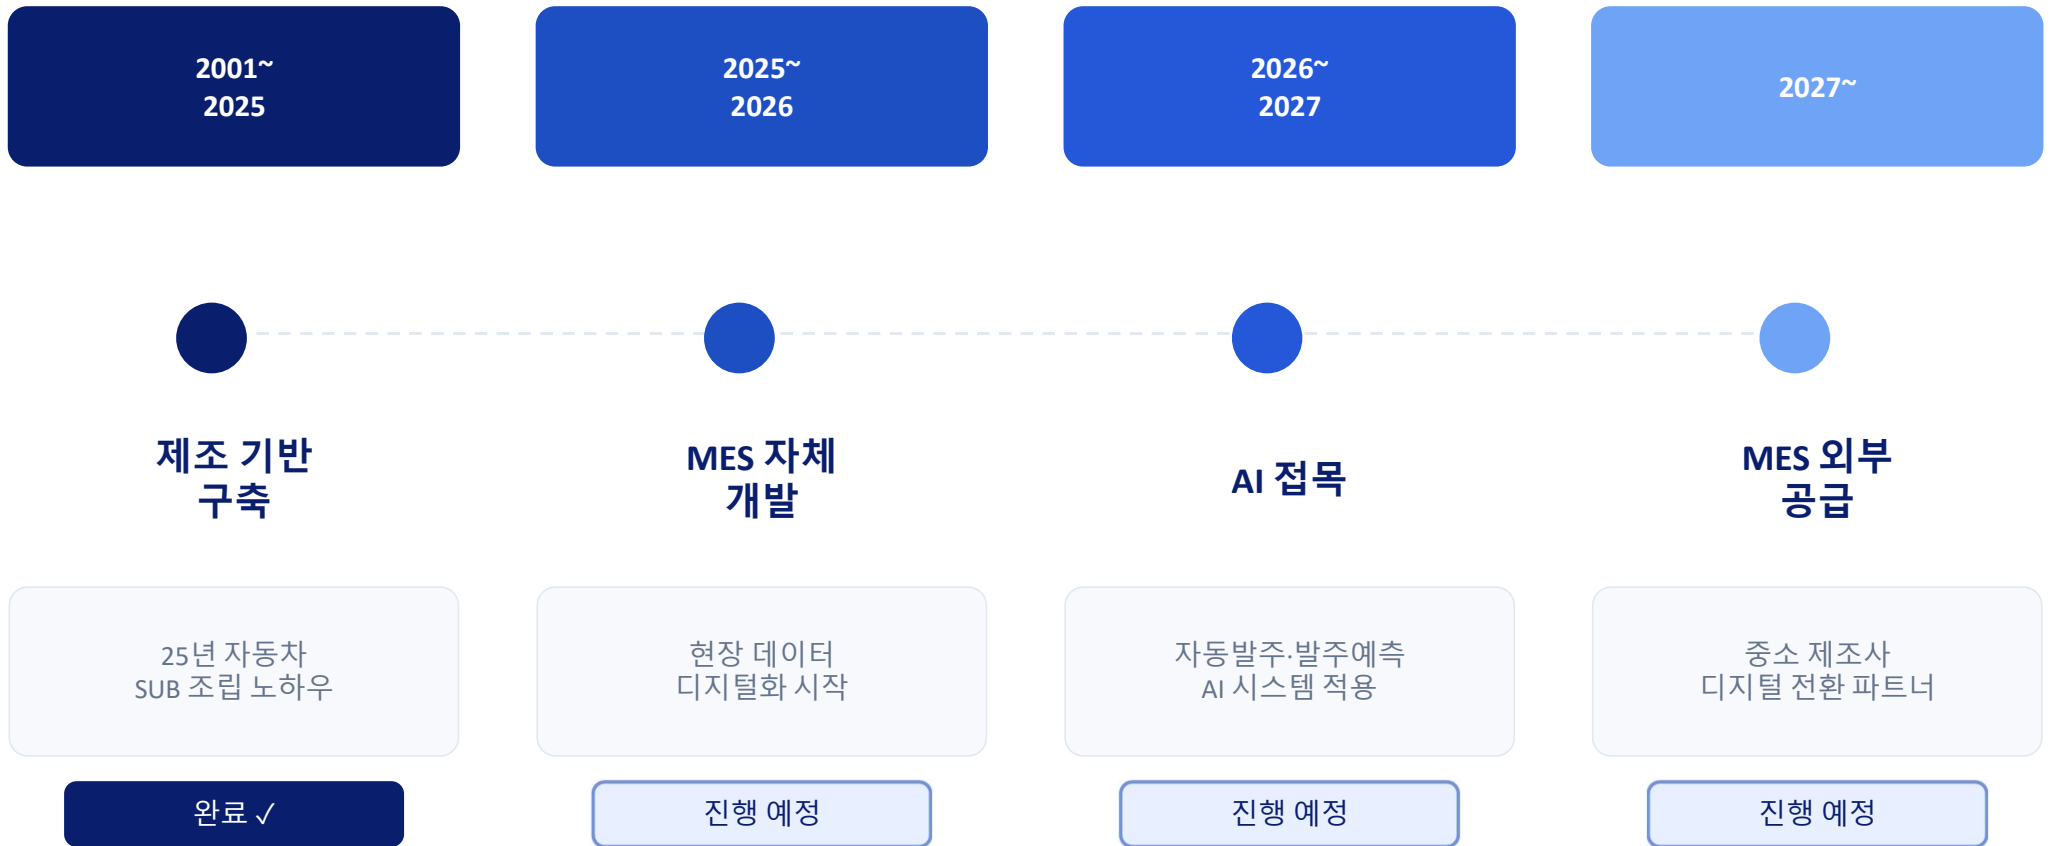 2001~
2025
2025~
2026
2026~
2027
2027~
제조 기반
구축
MES 자체
개발
AI 접목
MES 외부
공급
25년 자동차
SUB 조립 노하우
현장 데이터
디지털화 시작
자동발주·발주예측
AI 시스템 적용
중소 제조사
디지털 전환 파트너
완료 ✓
진행 예정
진행 예정
진행 예정